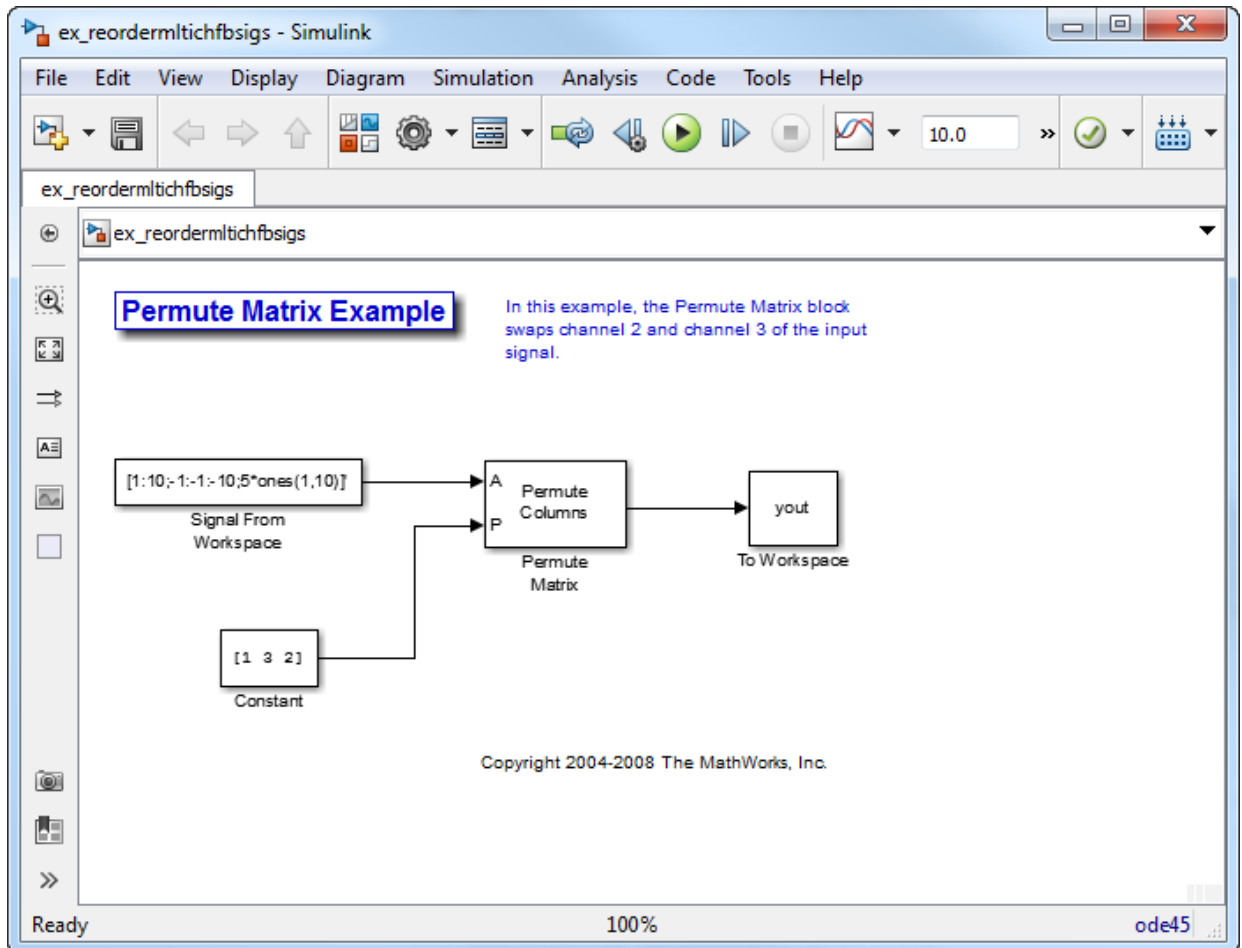 ex_reordermltichfbsigs - Simulink
File Edit View Display Diagram Simulation Analysis Code Tools Help
10.0 »
ex_reordermltichfbsigs
ex_reordermltichfbsigs
Permute Matrix Example
In this example, the Permute Matrix block
swaps channel 2 and channel 3 of the input
signal.
[1:10;-1:-1:-10;5*ones(1,10)]'
Signal From
Workspace
A
P
Permute
Columns
Permute
Matrix
yout
To Workspace
[1 3 2]
Constant
Copyright 2004-2008 The MathWorks, Inc.
Ready 100% ode45